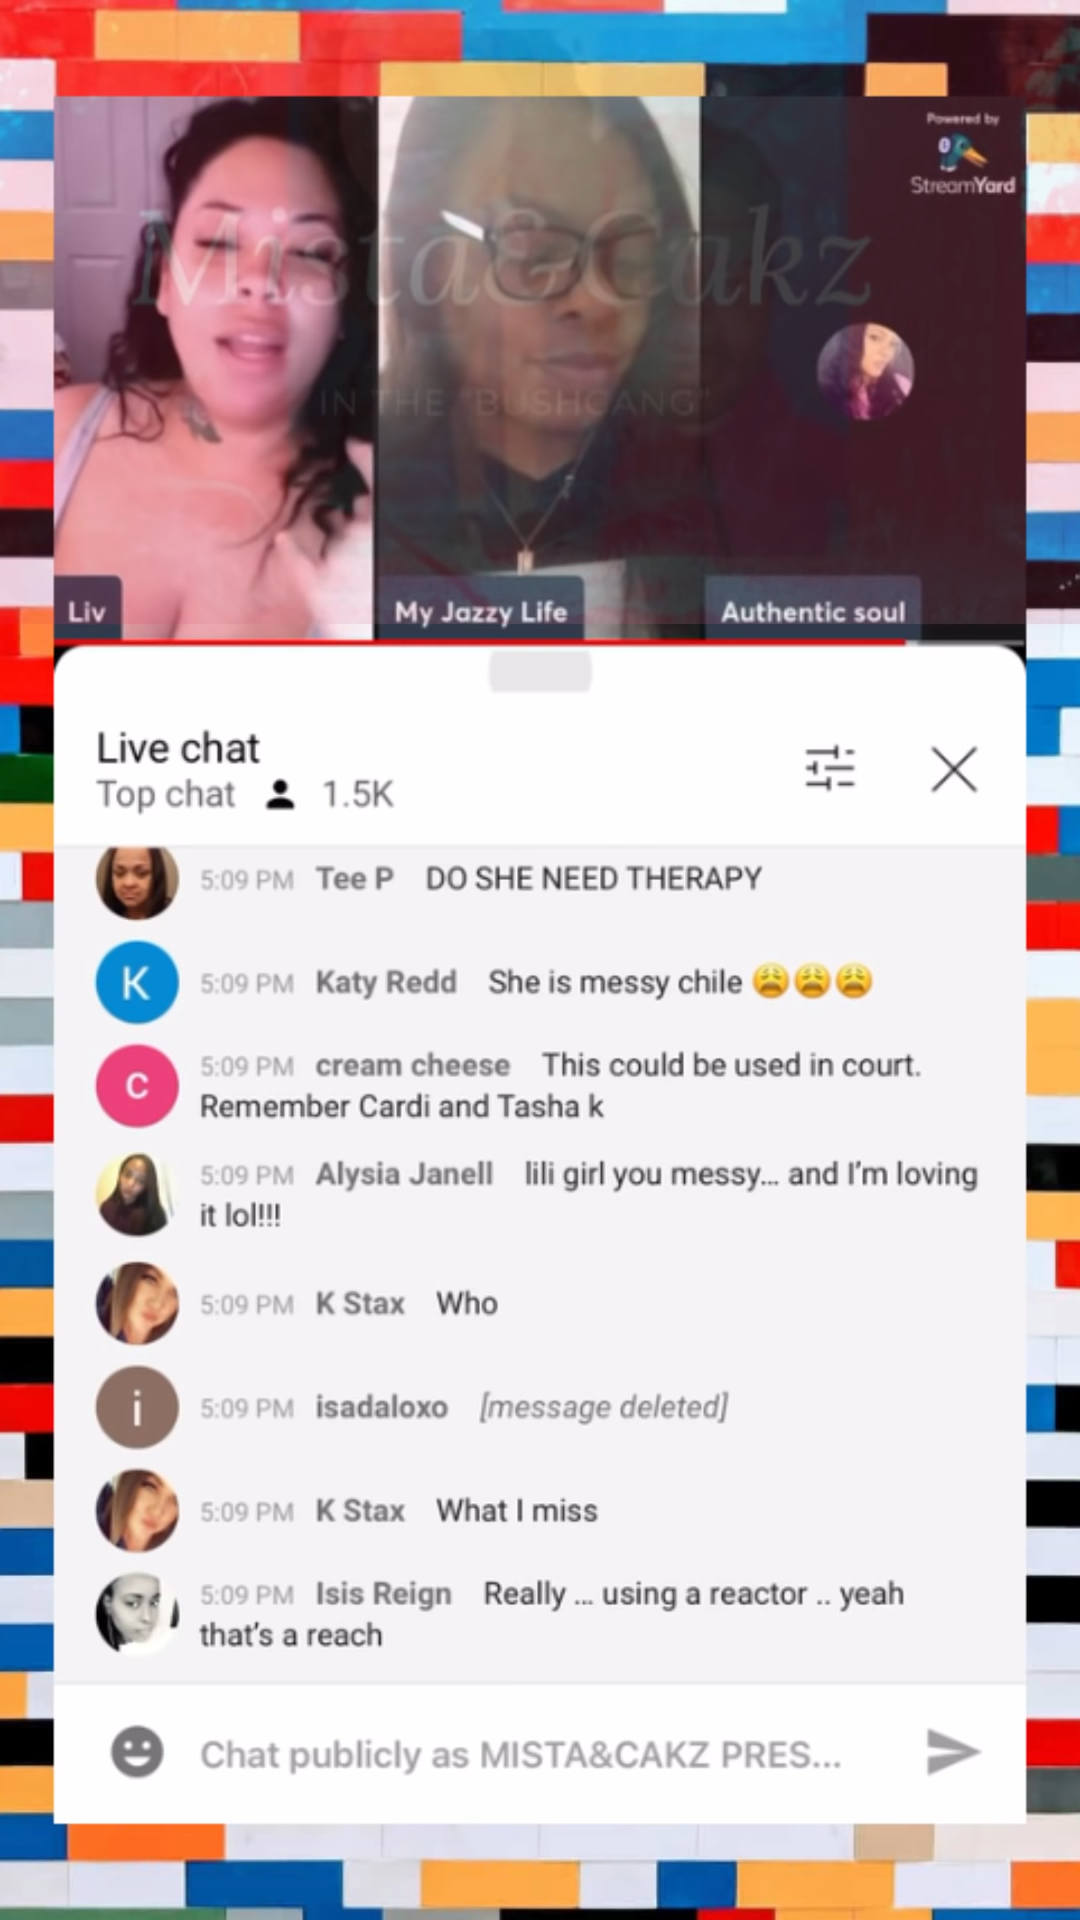 Powered by
StreamYard
Mista&Cakz
IN THE "BUSHGANG"
Liv
My Jazzy Life
Authentic soul
Live chat
Top chat 1.5K
5:09 PM Tee P DO SHE NEED THERAPY
K
5:09 PM Katy Redd She is messy chile 😩😩😩
c
5:09 PM cream cheese This could be used in court.
Remember Cardi and Tasha k
5:09 PM Alysia Janell lili girl you messy... and I'm loving
it lol!!!
5:09 PM K Stax Who
i
5:09 PM isadaloxo [message deleted]
5:09 PM K Stax What I miss
5:09 PM Isis Reign Really ... using a reactor .. yeah
that's a reach
Chat publicly as MISTA&CAKZ PRES...